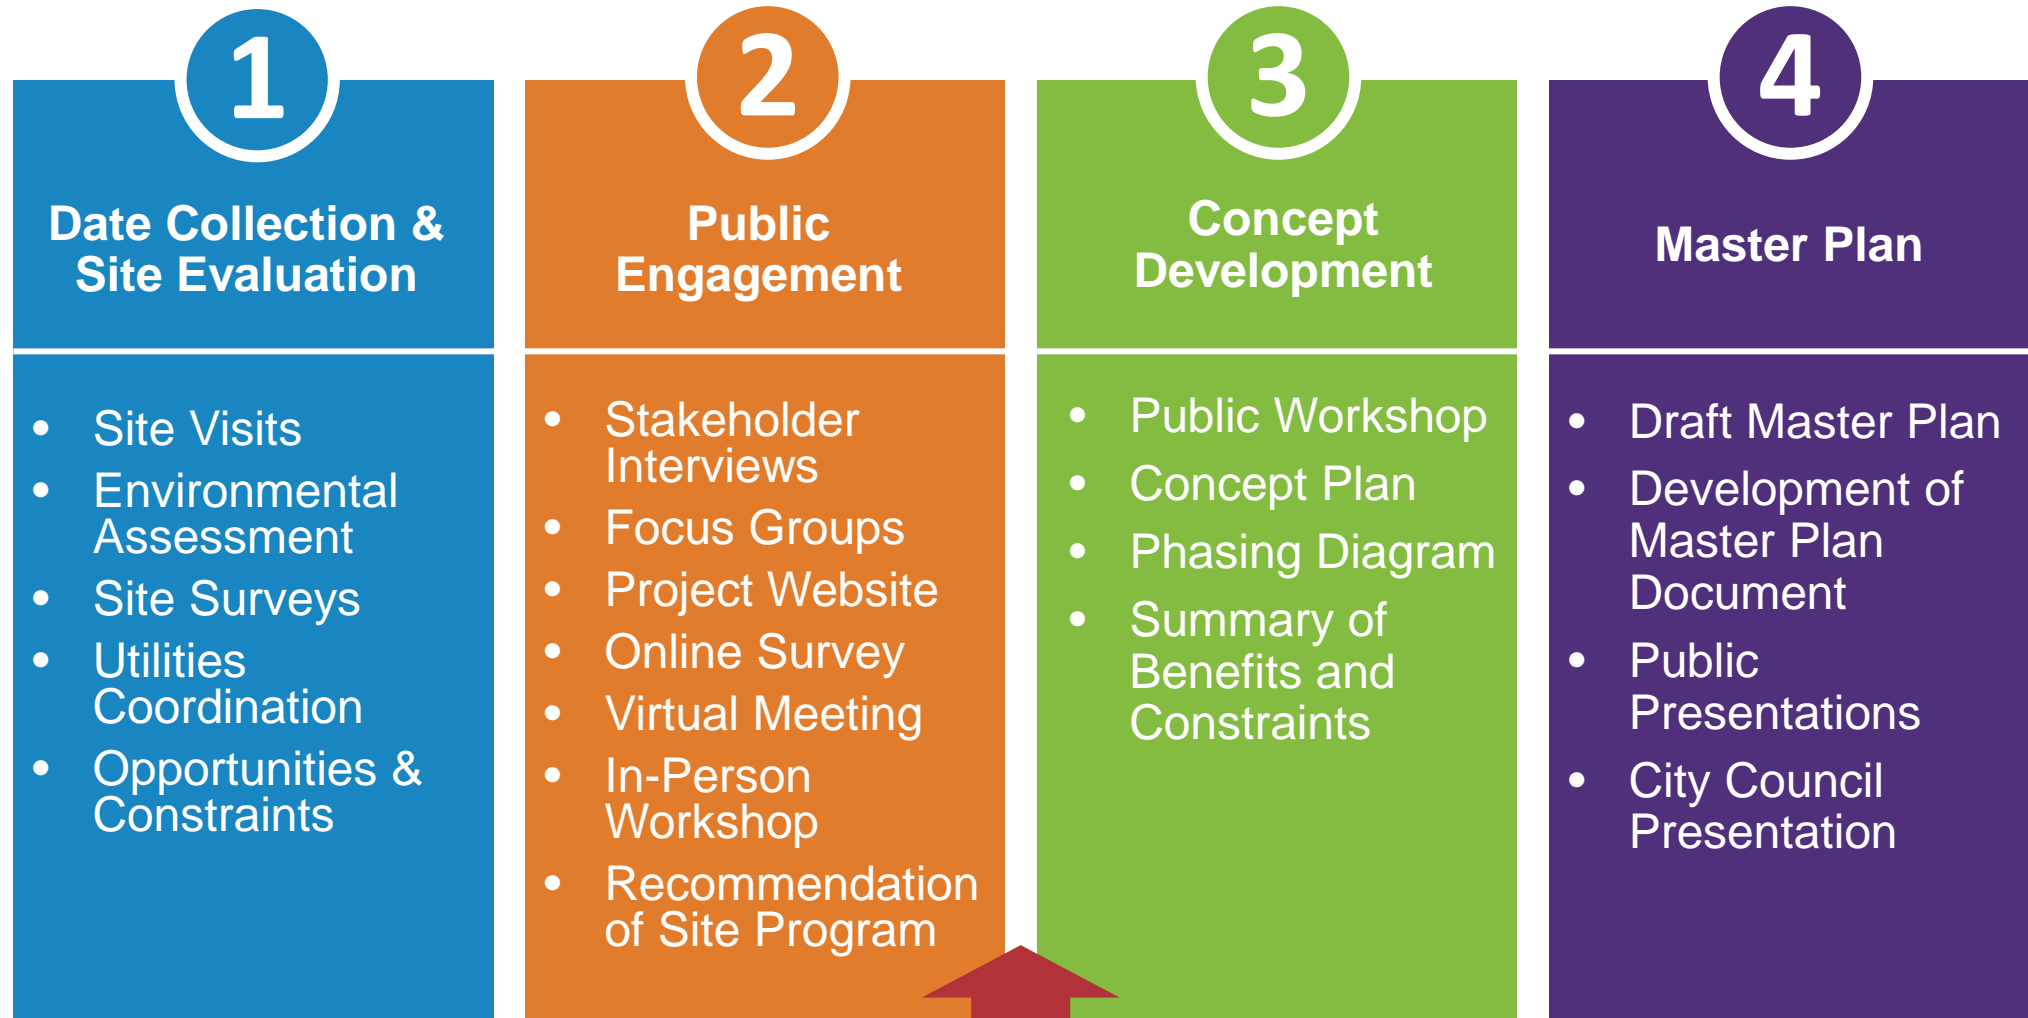 1
Date Collection &
Site Evaluation
• Site Visits
• Environmental
Assessment
• Site Surveys
• Utilities
Coordination
• Opportunities &
Constraints
2
Public
Engagement
• Stakeholder
Interviews
• Focus Groups
• Project Website
• Online Survey
• Virtual Meeting
• In-Person
Workshop
• Recommendation
of Site Program
3
Concept
Development
• Public Workshop
• Concept Plan
• Phasing Diagram
• Summary of
Benefits and
Constraints
4
Master Plan
• Draft Master Plan
• Development of
Master Plan
Document
• Public
Presentations
• City Council
Presentation